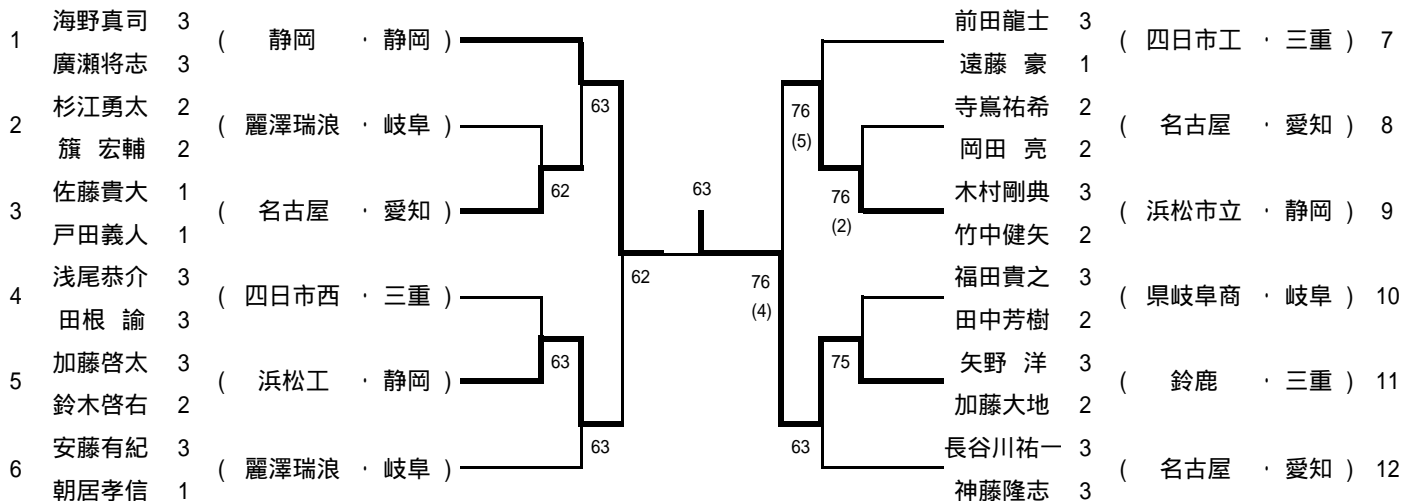 海野真司 3
1 ( 静岡 ・ 静岡 )
廣瀬将志 3
杉江勇太 2
2 ( 麗澤瑞浪 ・ 岐阜 )
籏 宏輔 2
佐藤貴大 1
3 ( 名古屋 ・ 愛知 )
戸田義人 1
浅尾恭介 3
4 ( 四日市西 ・ 三重 )
田根 諭 3
加藤啓太 3
5 ( 浜松工 ・ 静岡 )
鈴木啓右 2
安藤有紀 3
6 ( 麗澤瑞浪 ・ 岐阜 )
朝居孝信 1
63
62
63
63
62
63
76
(4)
76
(5)
76
(2)
75
63
前田龍士 3
( 四日市工 ・ 三重 ) 7
遠藤 豪 1
寺嶌祐希 2
( 名古屋 ・ 愛知 ) 8
岡田 亮 2
木村剛典 3
( 浜松市立 ・ 静岡 ) 9
竹中健矢 2
福田貴之 3
( 県岐阜商 ・ 岐阜 ) 10
田中芳樹 2
矢野 洋 3
( 鈴鹿 ・ 三重 ) 11
加藤大地 2
長谷川祐一 3
( 名古屋 ・ 愛知 ) 12
神藤隆志 3